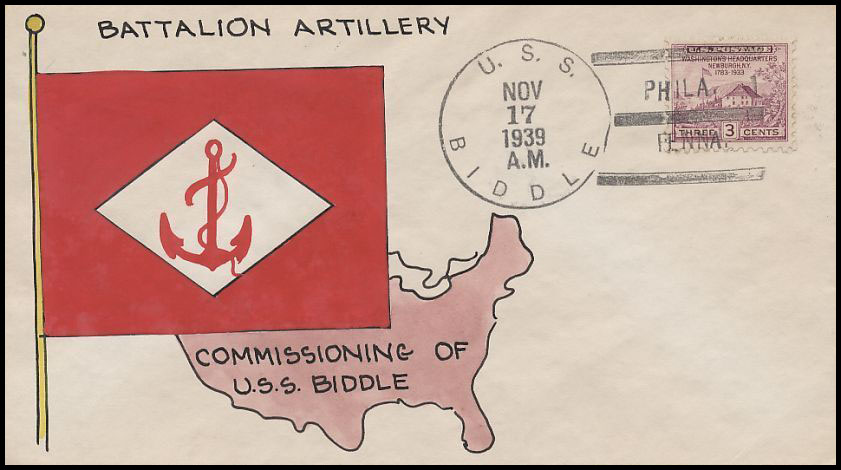 BATTALION ARTILLERY
U.S.S. BIDDLE
NOV
17
1939
A.M.
PHILA.
PENNA.
U.S. POSTAGE
WASHINGTON'S HEADQUARTERS
NEWBURGH, N.Y.
1783-1933
THREE 3 CENTS
COMMISSIONING OF
U.S.S. BIDDLE